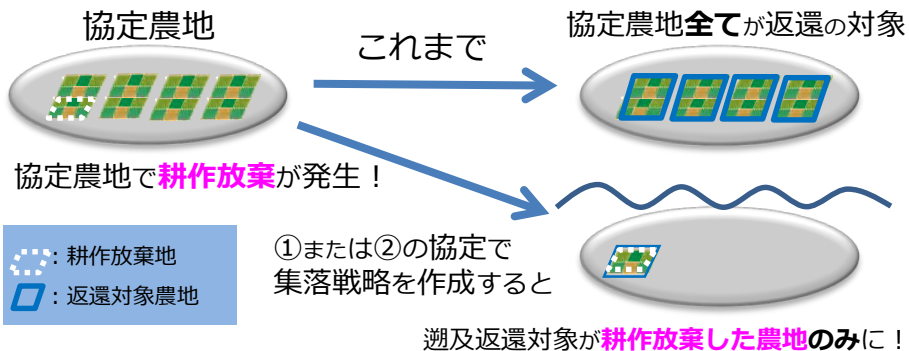 協定農地
これまで
協定農地全てが返還の対象
協定農地で耕作放棄が発生！
：耕作放棄地
：返還対象農地
①または②の協定で
集落戦略を作成すると
遡及返還対象が耕作放棄した農地のみに！